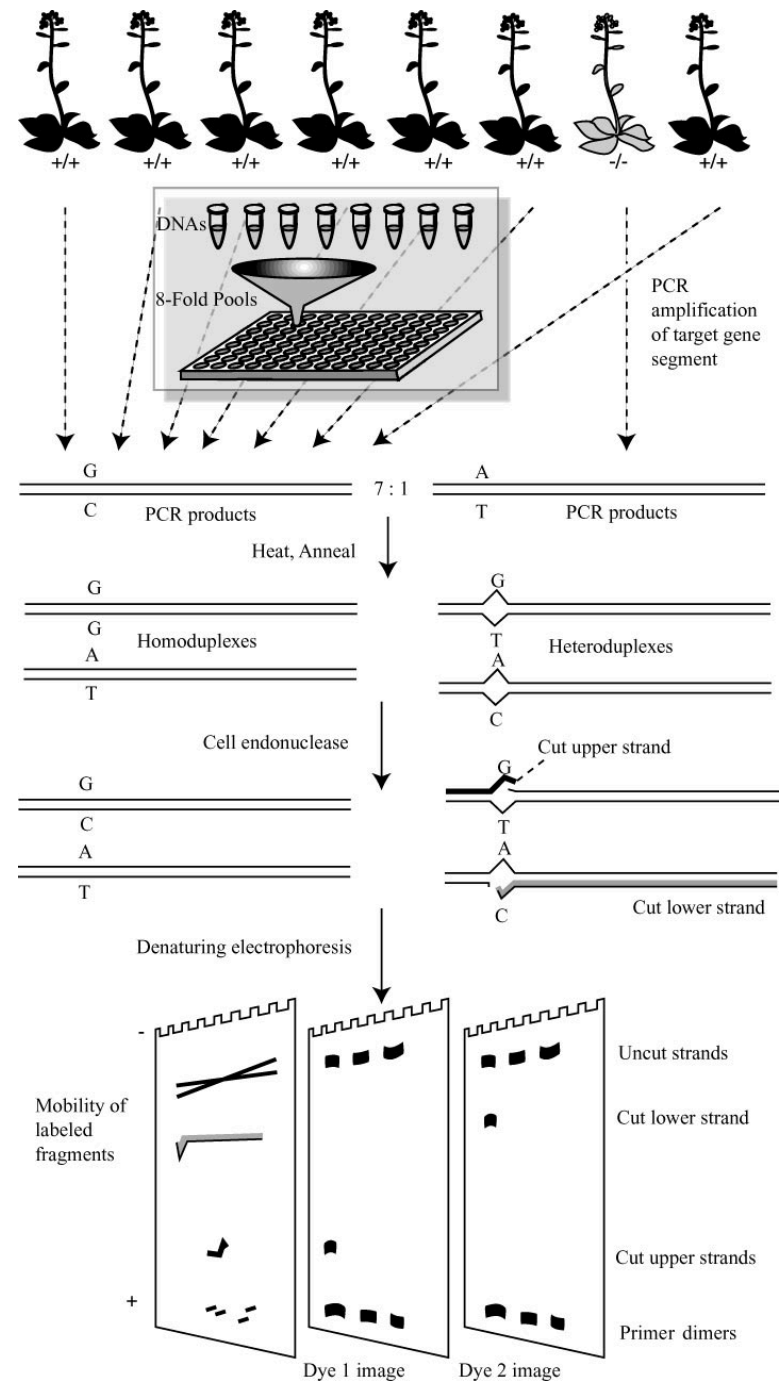 +/+ +/+ +/+ +/+ +/+ +/+ -/- +/+
DNAs
8-Fold Pools
PCR
amplification
of target gene
segment
G
A
7 : 1
C
PCR products
T
PCR products
Heat, Anneal
G
G
G
Homoduplexes
T
Heteroduplexes
A
A
T
C
Cell endonuclease
Cut upper strand
G
G
C
T
A
A
T
C
Cut lower strand
Denaturing electrophoresis
-
Uncut strands
Mobility of
labeled
fragments
Cut lower strand
Cut upper strands
+
Primer dimers
Dye 1 image
Dye 2 image